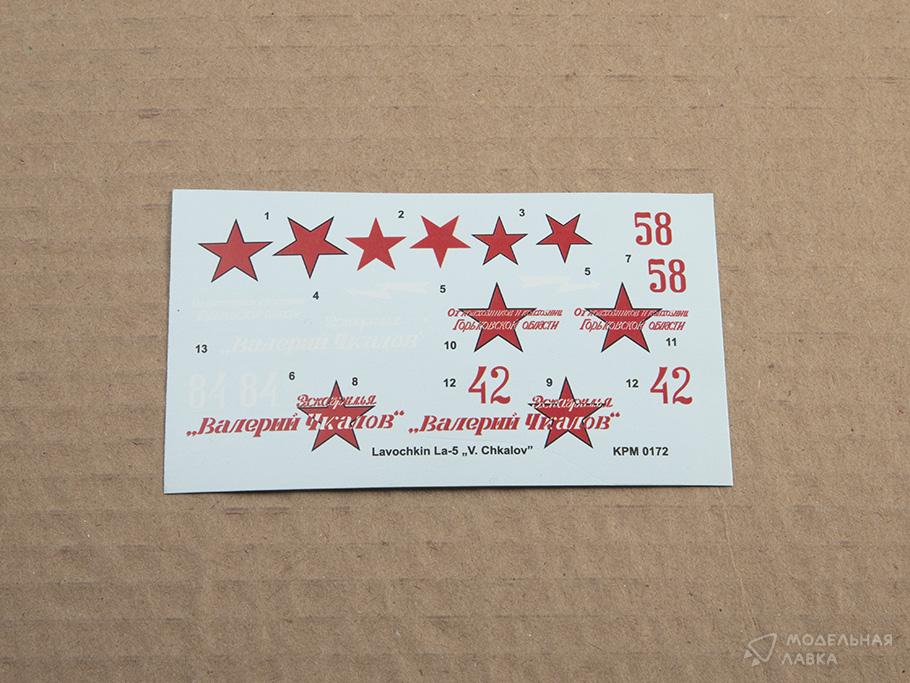 1
2
3
58
4
5
5
7
58
От колхозников и колхозниц
Горьковской области
От колхозников и колхозниц
Горьковской области
13
„Валерий Чкалов“
10
11
84 84
6
8
12
42
9
12
42
Эскадрилья
„Валерий Чкалов“
Эскадрилья
„Валерий Чкалов“
Lavochkin La-5 „V. Chkalov”
KPM 0172
МОДЕЛЬНАЯ
ЛАВКА